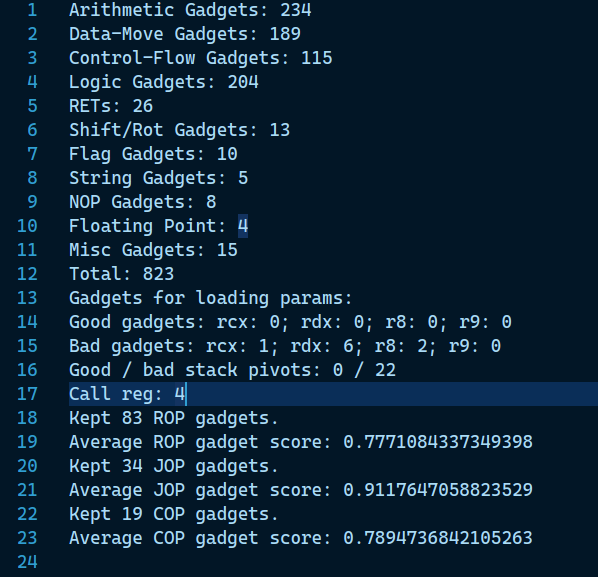 1 Arithmetic Gadgets: 234
2 Data-Move Gadgets: 189
3 Control-Flow Gadgets: 115
4 Logic Gadgets: 204
5 RETs: 26
6 Shift/Rot Gadgets: 13
7 Flag Gadgets: 10
8 String Gadgets: 5
9 NOP Gadgets: 8
10 Floating Point: 4
11 Misc Gadgets: 15
12 Total: 823
13 Gadgets for loading params:
14 Good gadgets: rcx: 0; rdx: 0; r8: 0; r9: 0
15 Bad gadgets: rcx: 1; rdx: 6; r8: 2; r9: 0
16 Good / bad stack pivots: 0 / 22
17 Call reg: 4
18 Kept 83 ROP gadgets.
19 Average ROP gadget score: 0.7771084337349398
20 Kept 34 JOP gadgets.
21 Average JOP gadget score: 0.9117647058823529
22 Kept 19 COP gadgets.
23 Average COP gadget score: 0.7894736842105263
24